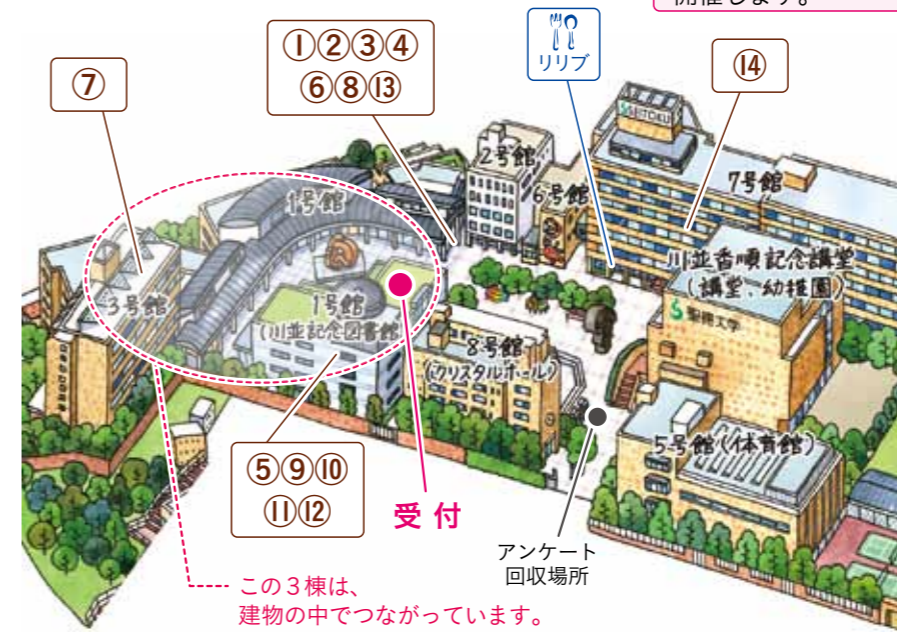 開催します。
⑦
①②③④
⑥⑧⑬
リリブ
⑭
SEITOKU
2号館
6号館
7号館
1号館
3号館
1号館
(川並記念図書館)
8号館
(クリスタルホール)
川並香順記念講堂
(講堂、幼稚園)
聖徳大学
5号館(体育館)
⑤⑨⑩
⑪⑫
受付
アンケート
回収場所
この3棟は、
建物の中でつながっています。